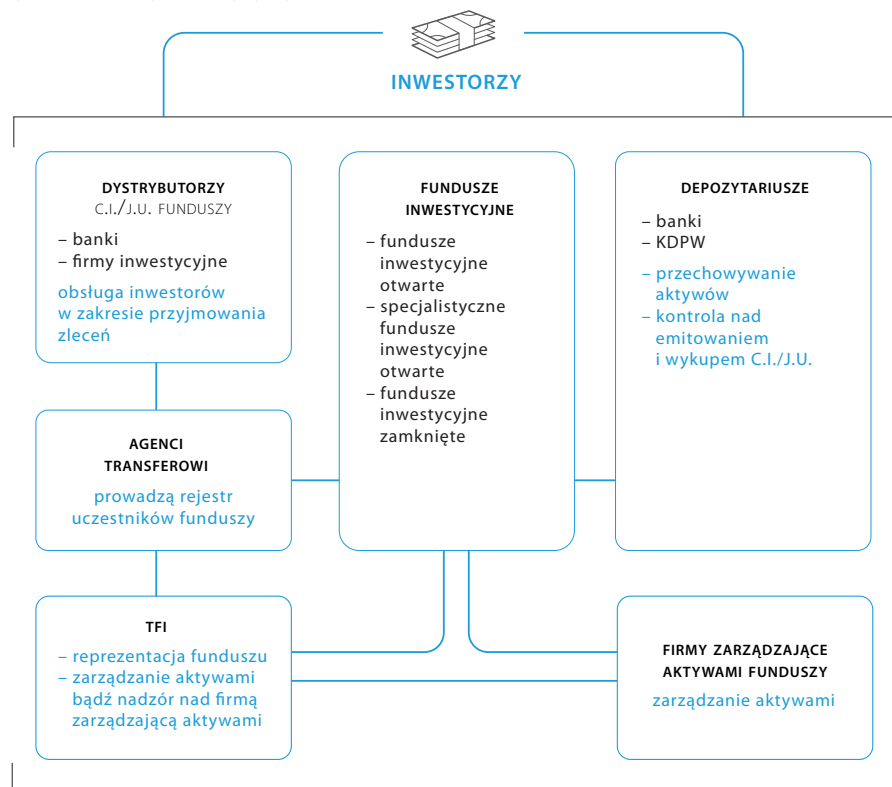 INWESTORZY
DYSTRYBUTORZY
C.I./J.U. FUNDUSZY
– banki
– firmy inwestycyjne
obsługa inwestorów
w zakresie przyjmowania
zleceń
FUNDUSZE
INWESTYCYJNE
– fundusze
inwestycyjne
otwarte
– specjalistyczne
fundusze
inwestycyjne
otwarte
– fundusze
inwestycyjne
zamknięte
DEPOZYTARIUSZE
– banki
– KDPW
– przechowywanie
aktywów
– kontrola nad
emitowaniem
i wykupem C.I./J.U.
AGENCI
TRANSFEROWI
prowadzą rejestr
uczestników funduszy
TFI
– reprezentacja funduszu
– zarządzanie aktywami
bądź nadzór nad firmą
zarządzającą aktywami
FIRMY ZARZĄDZAJĄCE
AKTYWAMI FUNDUSZY
zarządzanie aktywami